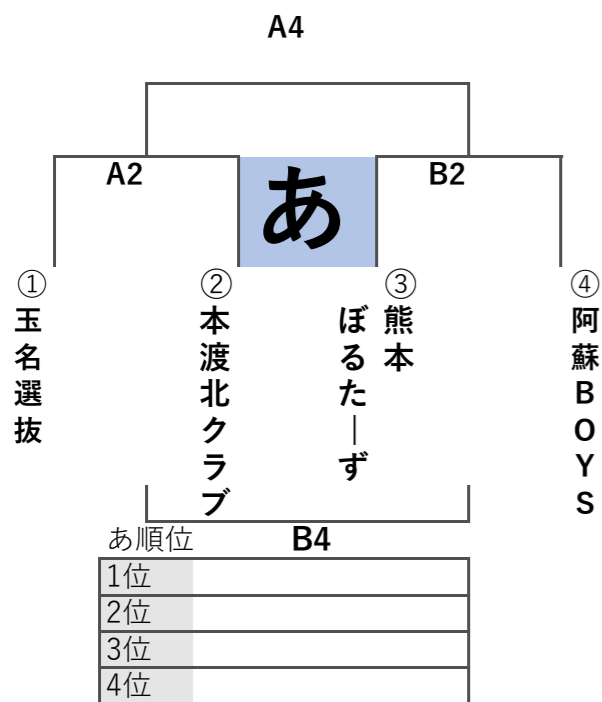 A4
A2
あ
B2
①
玉名選抜
②
本渡北クラブ
③
熊本
ぼるたーず
④
阿蘇BOYS
あ順位
B4
1位
2位
3位
4位